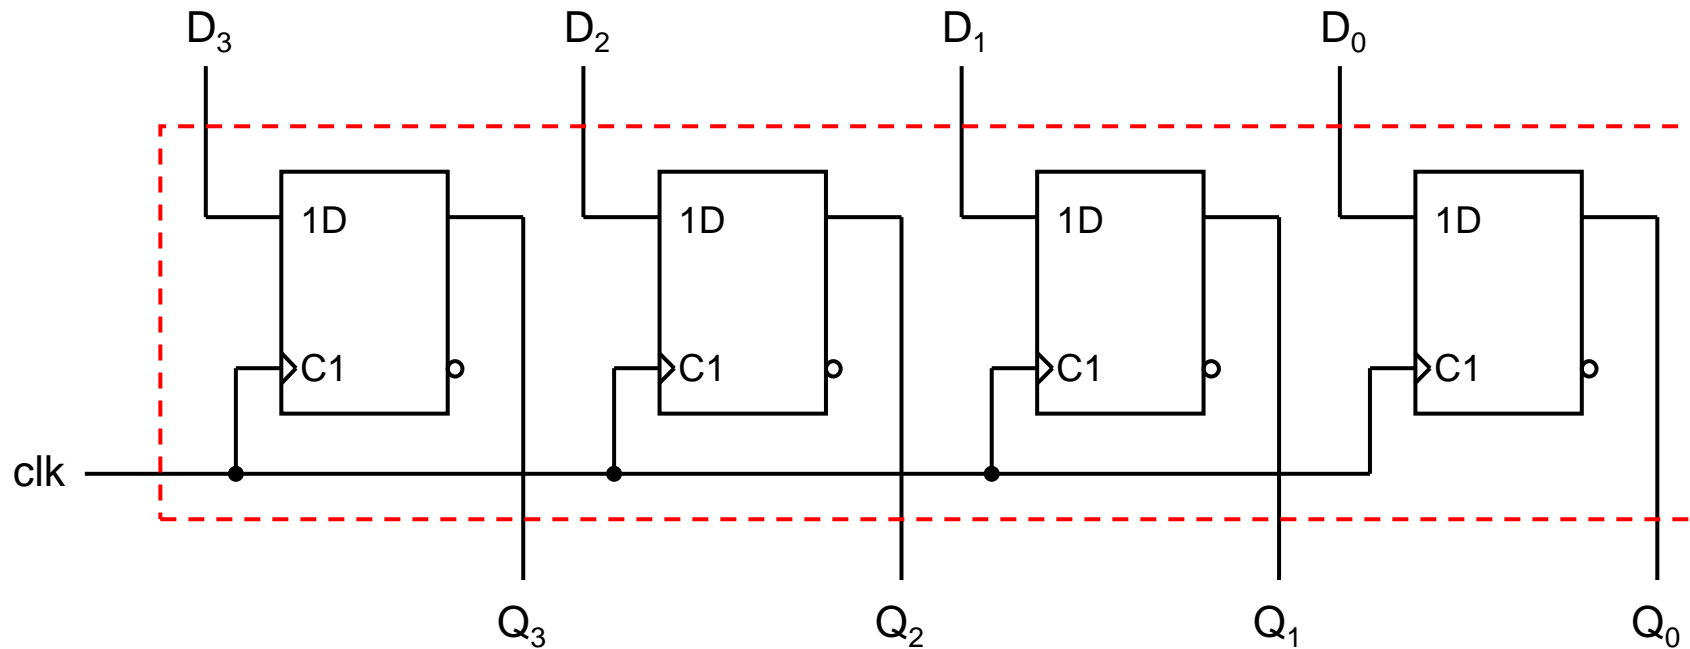 D₃ D₂ D₁ D₀
1D 1D 1D 1D
C1 C1 C1 C1
clk
Q₃ Q₂ Q₁ Q₀